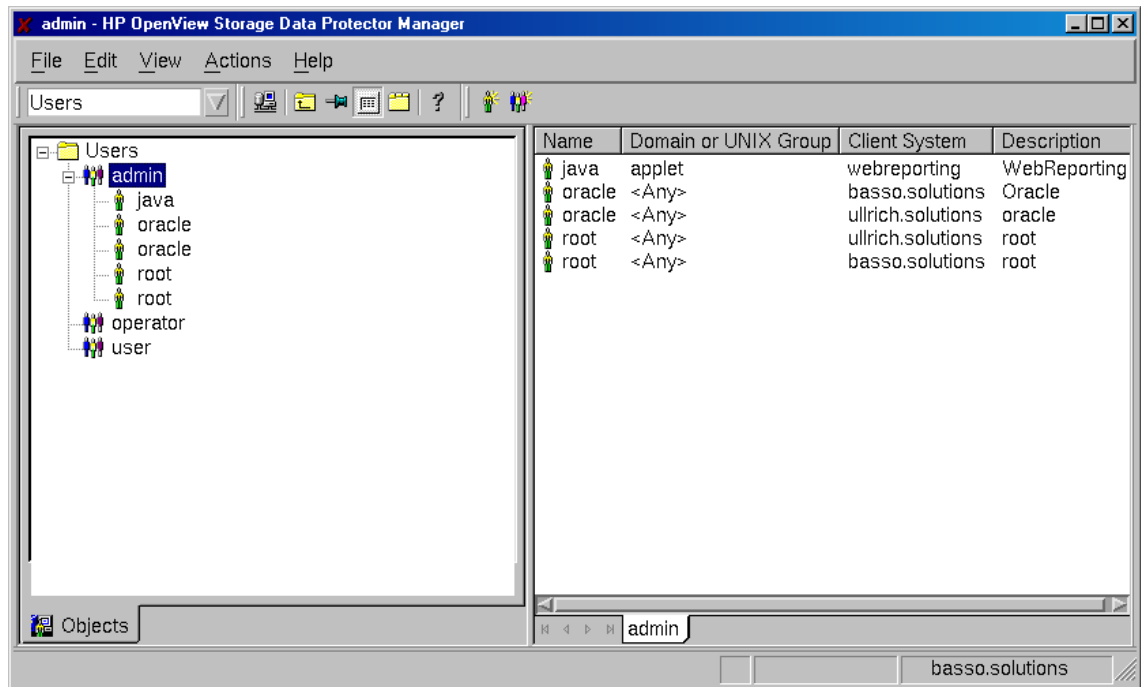 admin - HP OpenView Storage Data Protector Manager
File Edit View Actions Help
Users
?
Users
admin
java
oracle
oracle
root
root
operator
user
Objects
Name Domain or UNIX Group Client System Description
java applet webreporting WebReporting
oracle <Any> basso.solutions Oracle
oracle <Any> ullrich.solutions oracle
root <Any> ullrich.solutions root
root <Any> basso.solutions root
admin
basso.solutions